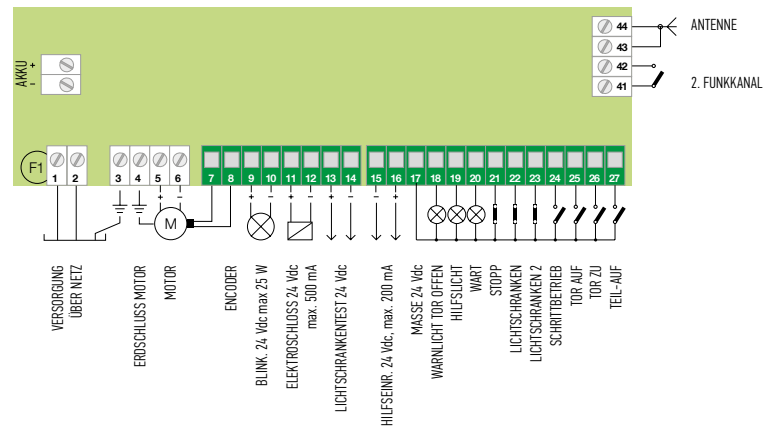 44 ANTENNE
43
42
41 2. FUNKKANAL
AKKU + -
F1
1 2 3 4 5 6 7 8 9 10 11 12 13 14 15 16 17 18 19 20 21 22 23 24 25 26 27
+ - + - + - + - - +
M
VERSORGUNG
ÜBER NETZ
ERDSCHLUSS MOTOR
MOTOR
ENCODER
BLINK. 24 Vdc max 25 W
ELEKTROSCHLOSS 24 Vdc
max. 500 mA
LICHTSCHRANKENTEST 24 Vdc
HILFSEINR. 24 Vdc, max. 200 mA
MASSE 24 Vdc
WARNLICHT TOR OFFEN
HILFSLICHT
WART
STOPP
LICHTSCHRANKEN
LICHTSCHRANKEN 2
SCHRITTBETRIEB
TOR AUF
TOR ZU
TEIL-AUF